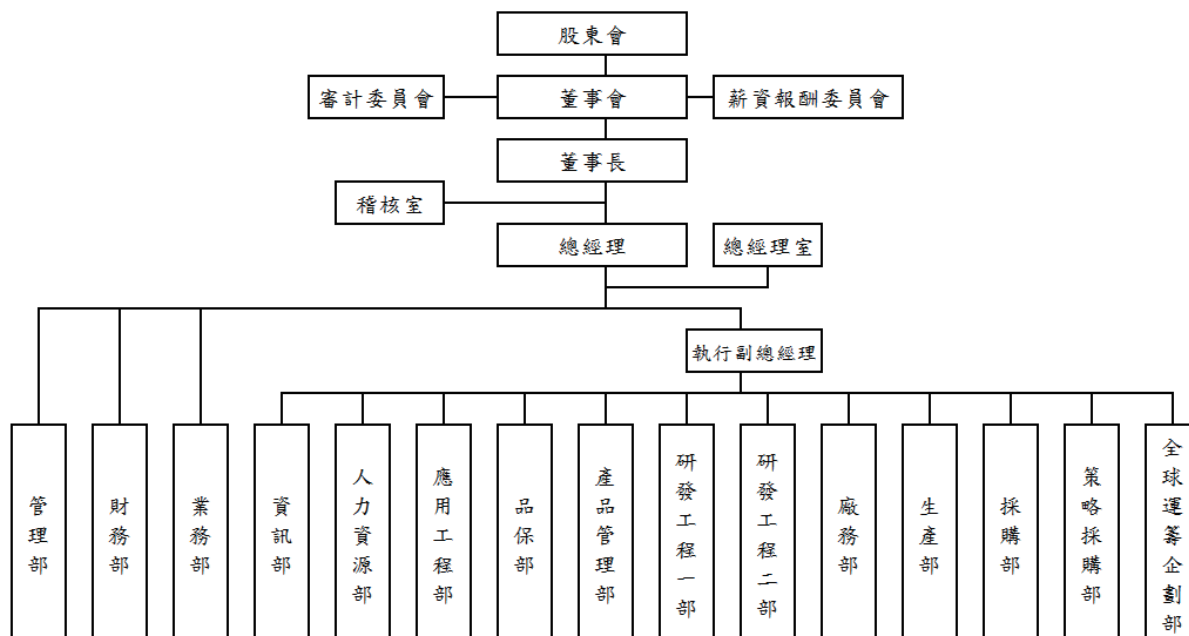 股東會
審計委員會
董事會
薪資報酬委員會
董事長
稽核室
總經理
總經理室
執行副總經理
管理部
財務部
業務部
資訊部
人力資源部
應用工程部
品保部
產品管理部
研發工程一部
研發工程二部
廠務部
生產部
採購部
策略採購部
全球運籌企劃部